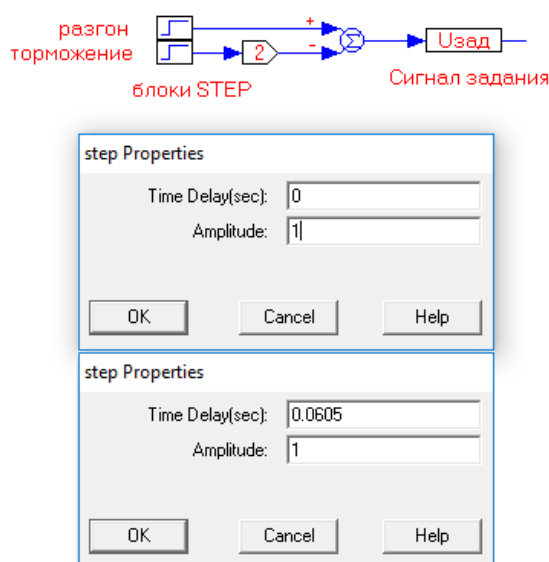 разгон
торможение
+
-
2
Σ
Uзад
блоки STEP
Сигнал задания
step Properties
Time Delay(sec): 0
Amplitude: 1
OK Cancel Help
step Properties
Time Delay(sec): 0.0605
Amplitude: 1
OK Cancel Help